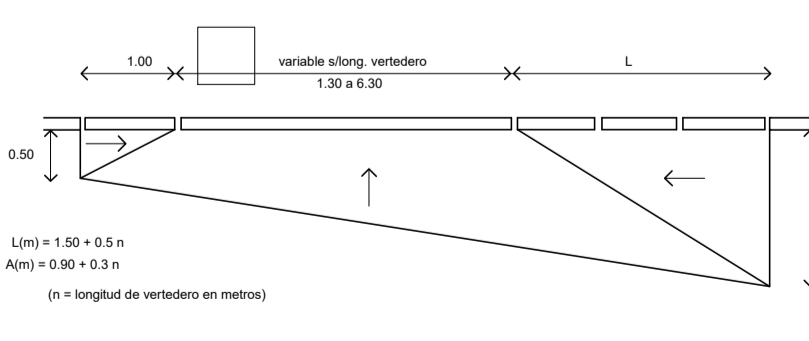 1.00
variable s/long. vertedero
L
1.30 a 6.30
0.50
L(m) = 1.50 + 0.5 n
A(m) = 0.90 + 0.3 n
(n = longitud de vertedero en metros)